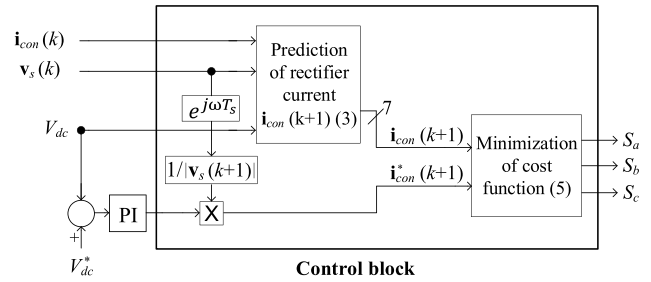 i_con (k)
v_s (k)
V_dc
Prediction
of rectifier
current
i_con (k+1) (3)
7
e^jωT_s
1/|v_s (k+1)|
i_con (k+1)
i*_con (k+1)
Minimization
of cost
function (5)
S_a
S_b
S_c
PI
X
+
V*_dc
Control block